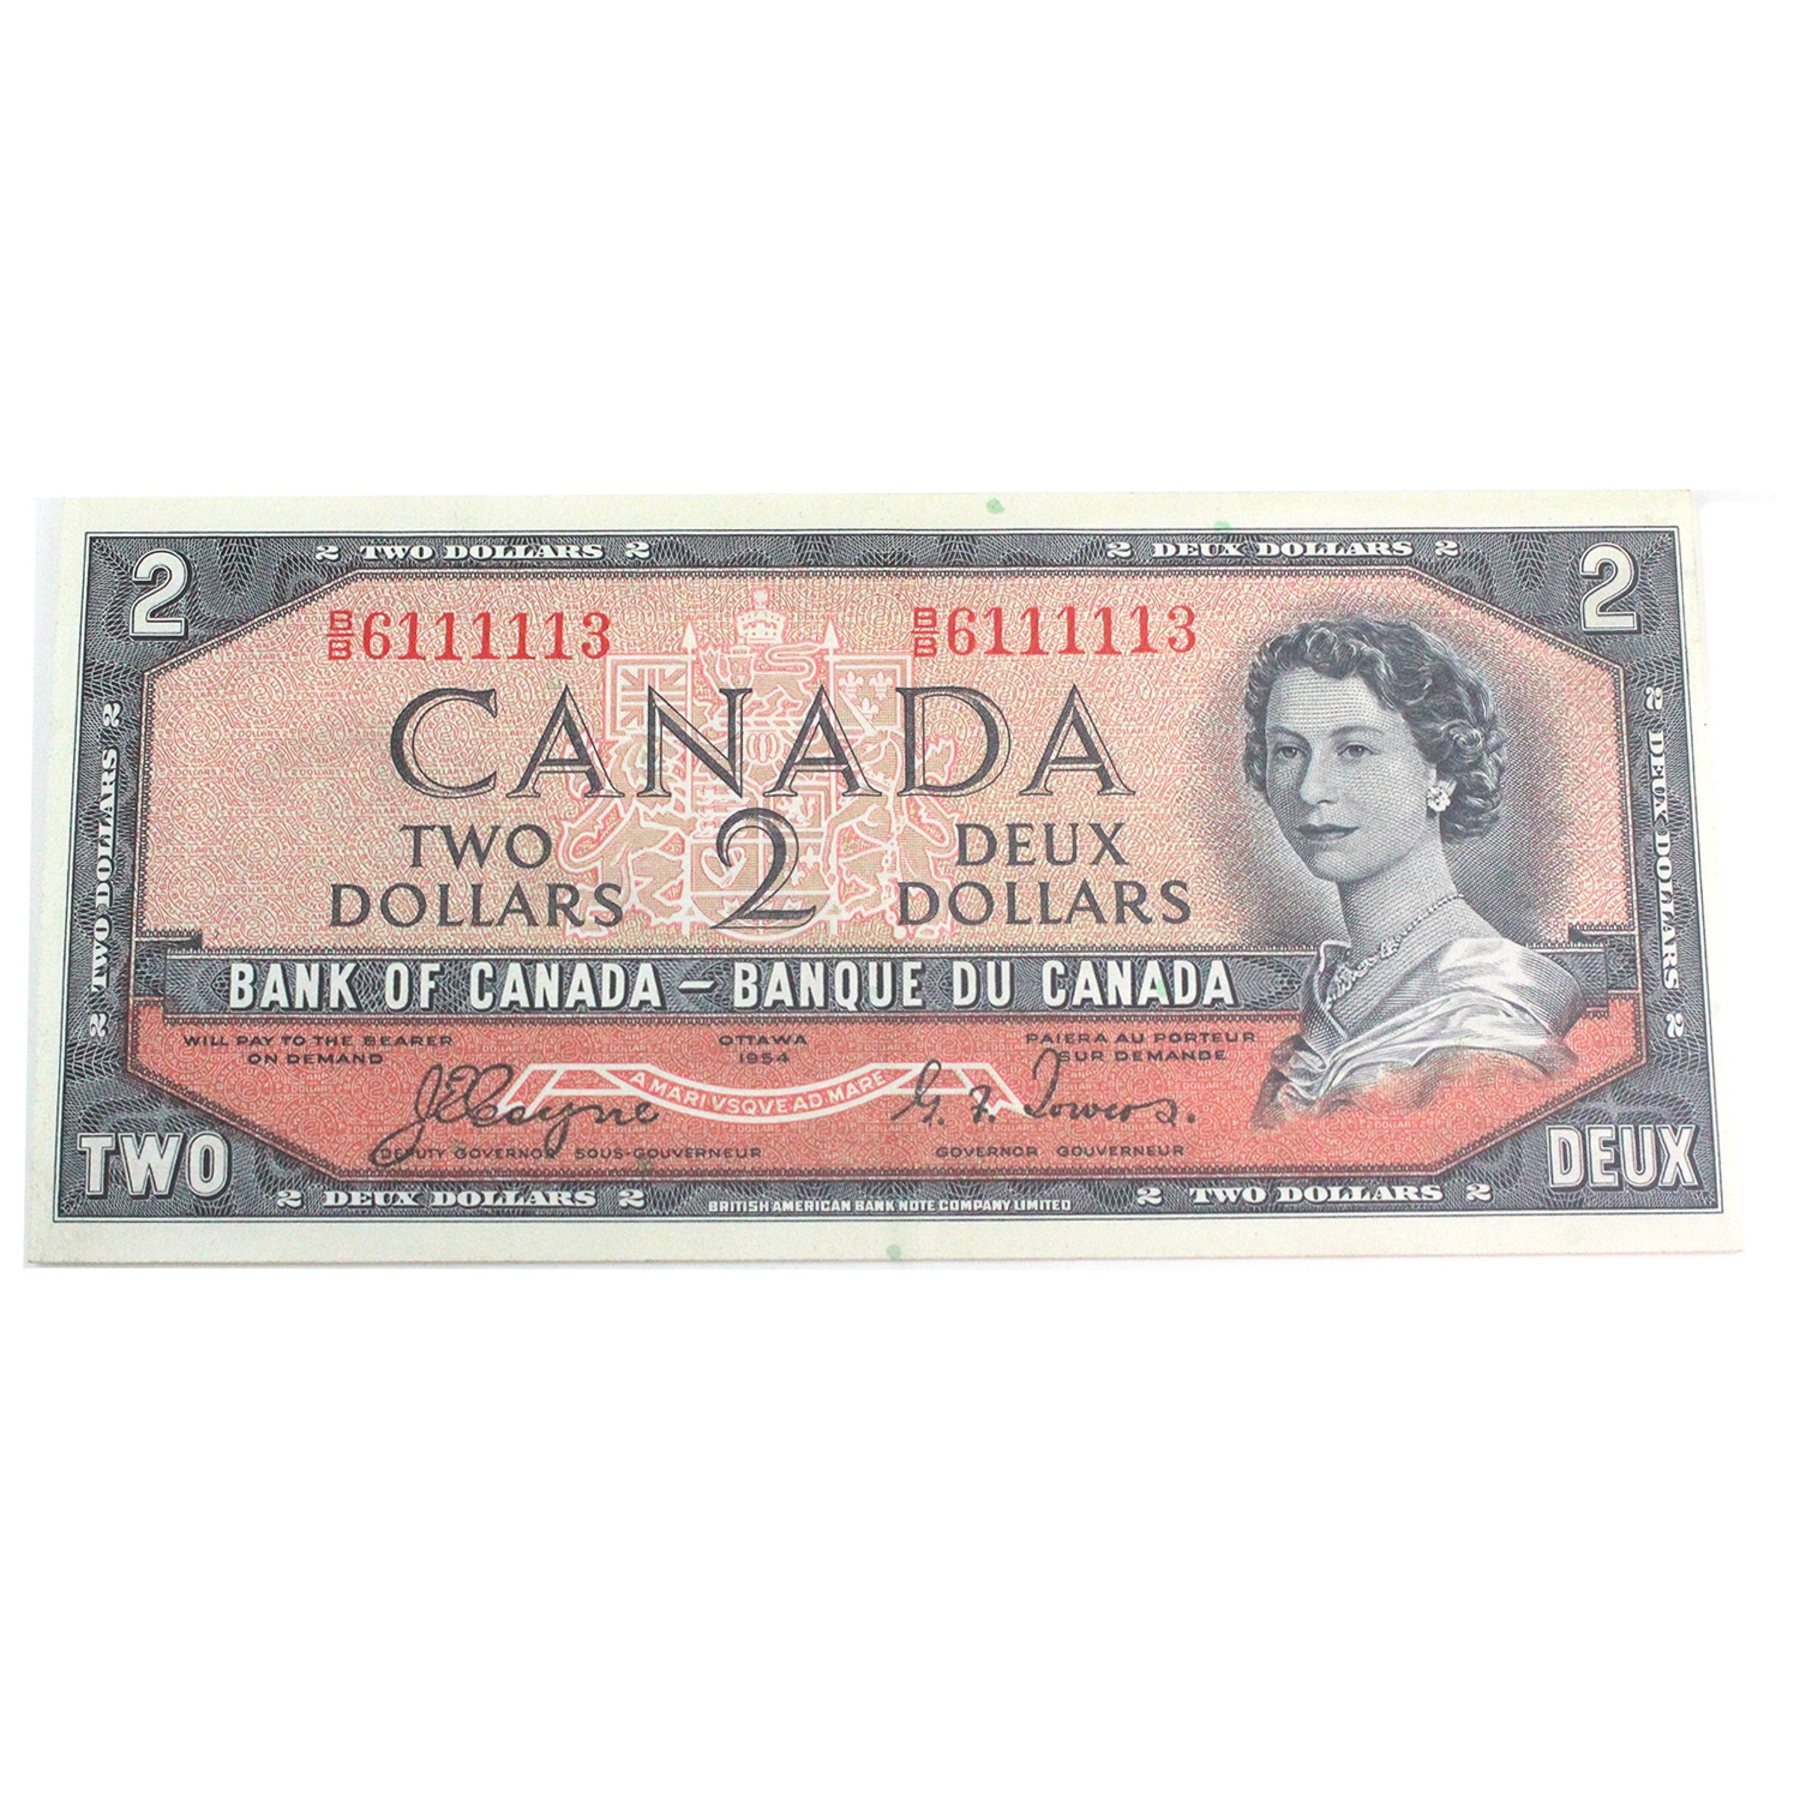 2 TWO DOLLARS 2
2 DEUX DOLLARS 2
2
2
B/B 6111113
B/B 6111113
CANADA
TWO DOLLARS
2
DEUX DOLLARS
2 TWO DOLLARS 2
2 DEUX DOLLARS 2
BANK OF CANADA – BANQUE DU CANADA
WILL PAY TO THE BEARER
ON DEMAND
OTTAWA
1954
PAIERA AU PORTEUR
SUR DEMANDE
A MARI VSQVE AD MARE
J.E. Coyne
G. F. Towers.
DEPUTY GOVERNOR SOUS-GOUVERNEUR
GOVERNOR GOUVERNEUR
TWO
DEUX
2 DEUX DOLLARS 2
BRITISH AMERICAN BANK NOTE COMPANY LIMITED
2 TWO DOLLARS 2